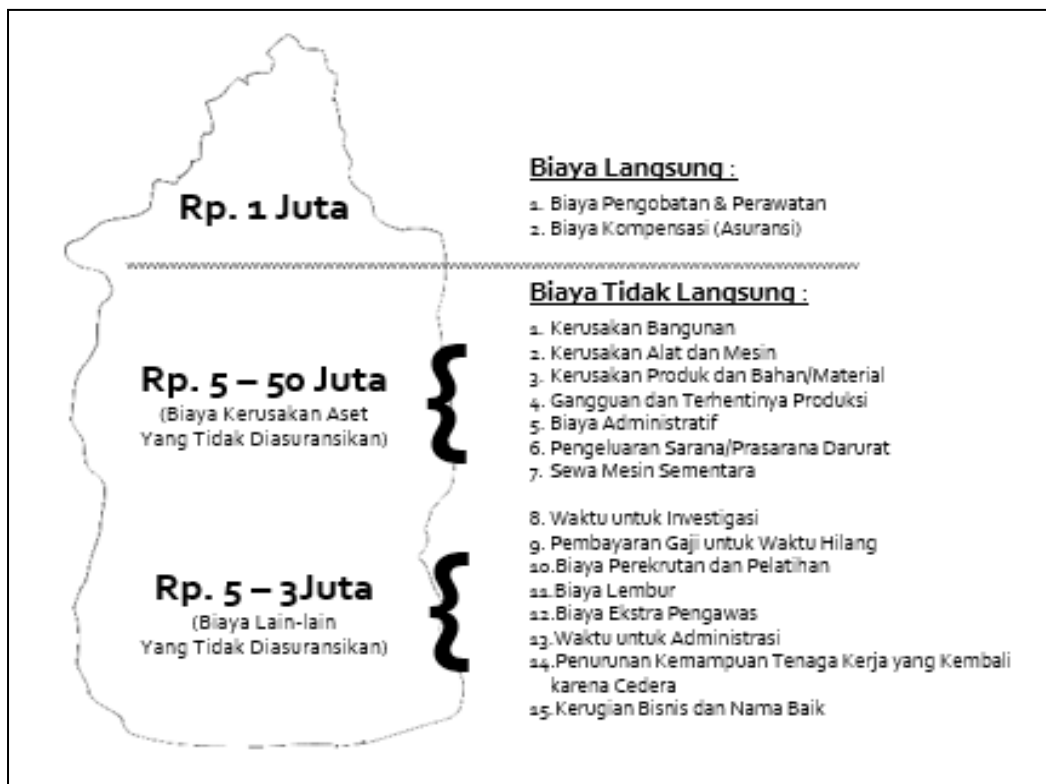 Rp. 1 Juta
Biaya Langsung :
1. Biaya Pengobatan & Perawatan
2. Biaya Kompensasi (Asuransi)
Biaya Tidak Langsung :
1. Kerusakan Bangunan
2. Kerusakan Alat dan Mesin
3. Kerusakan Produk dan Bahan/Material
4. Gangguan dan Terhentinya Produksi
5. Biaya Administratif
6. Pengeluaran Sarana/Prasarana Darurat
7. Sewa Mesin Sementara
Rp. 5 – 50 Juta
(Biaya Kerusakan Aset
Yang Tidak Diasuransikan)
8. Waktu untuk Investigasi
9. Pembayaran Gaji untuk Waktu Hilang
10.Biaya Perekrutan dan Pelatihan
11.Biaya Lembur
12.Biaya Ekstra Pengawas
13.Waktu untuk Administrasi
14.Penurunan Kemampuan Tenaga Kerja yang Kembali
karena Cedera
15.Kerugian Bisnis dan Nama Baik
Rp. 5 – 3Juta
(Biaya Lain-lain
Yang Tidak Diasuransikan)